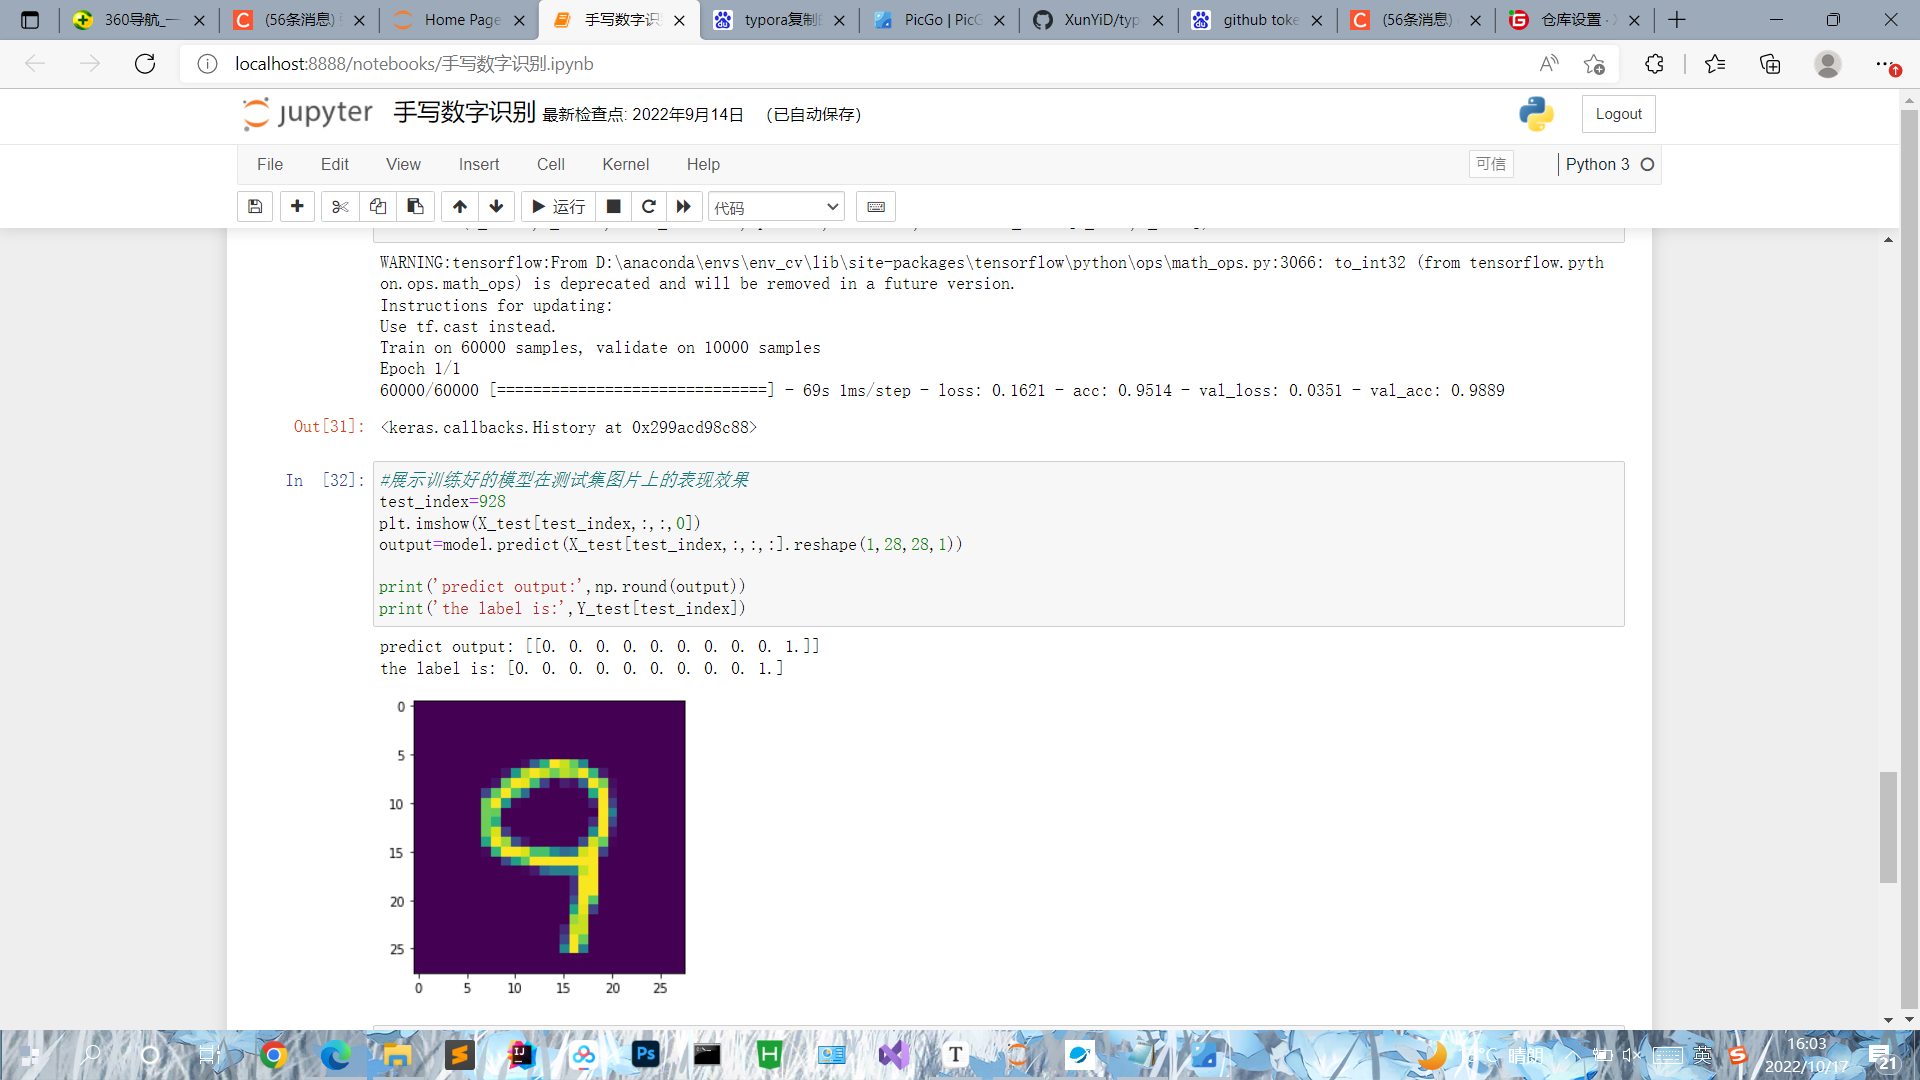 360导航_一
(56条消息)
Home Page
手写数字识
typora复制
PicGo | PicG
XunYiD/typ
github toke
(56条消息)
仓库设置 ·
localhost:8888/notebooks/手写数字识别.ipynb
jupyter 手写数字识别 最新检查点: 2022年9月14日 (已自动保存)
Logout
File Edit View Insert Cell Kernel Help
可信 Python 3
运行 代码
WARNING:tensorflow:From D:\anaconda\envs\env_cv\lib\site-packages\tensorflow\python\ops\math_ops.py:3066: to_int32 (from tensorflow.pyth
on.ops.math_ops) is deprecated and will be removed in a future version.
Instructions for updating:
Use tf.cast instead.
Train on 60000 samples, validate on 10000 samples
Epoch 1/1
60000/60000 [==============================] - 69s 1ms/step - loss: 0.1621 - acc: 0.9514 - val_loss: 0.0351 - val_acc: 0.9889
Out[31]: <keras.callbacks.History at 0x299acd98c88>
In [32]: #展示训练好的模型在测试集图片上的表现效果
test_index=928
plt.imshow(X_test[test_index,:,:,0])
output=model.predict(X_test[test_index,:,:,:].reshape(1,28,28,1))
print('predict output:',np.round(output))
print('the label is:',Y_test[test_index])
predict output: [[0. 0. 0. 0. 0. 0. 0. 0. 0. 1.]]
the label is: [0. 0. 0. 0. 0. 0. 0. 0. 0. 1.]
0
5
10
15
20
25
0 5 10 15 20 25
晴朗 英
16:03
2022/10/17
21